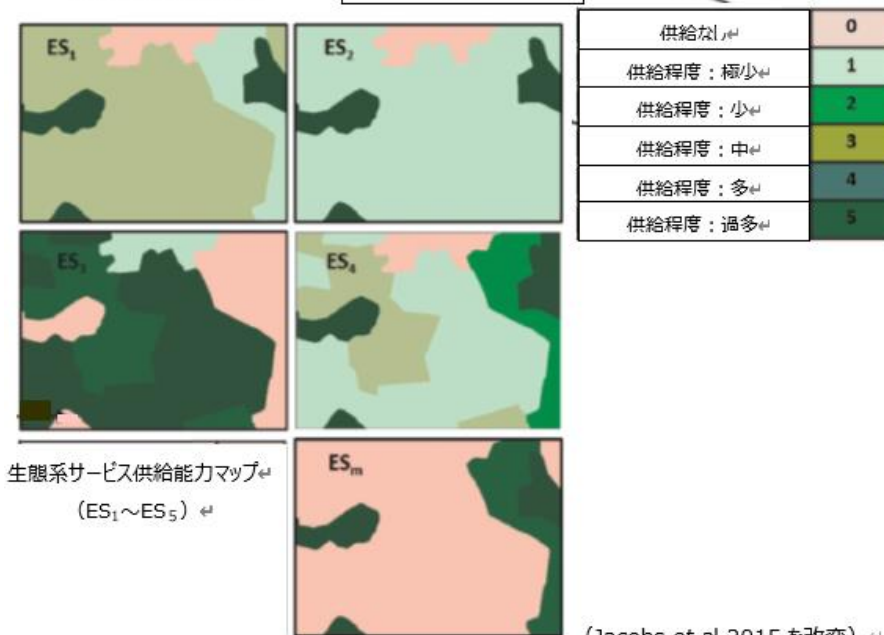 ES₁
ES₂
供給なし↵ 0
供給程度：極少↵ 1
供給程度：少↵ 2
供給程度：中↵ 3
供給程度：多↵ 4
供給程度：過多↵ 5
ES₃
ES₄
生態系サービス供給能力マップ↵
（ES₁～ES₅）↵
ESₘ
（Jacobs et al 2015 を改変）↵